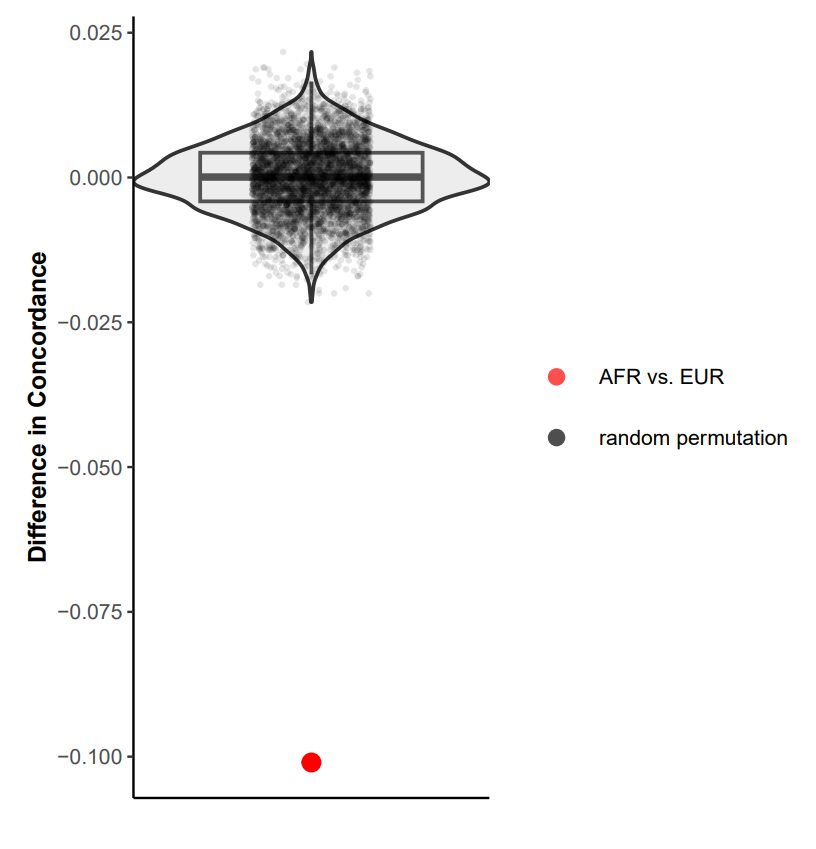 0.025
0.000
−0.025
−0.050
−0.075
−0.100
Difference in Concordance
AFR vs. EUR
random permutation